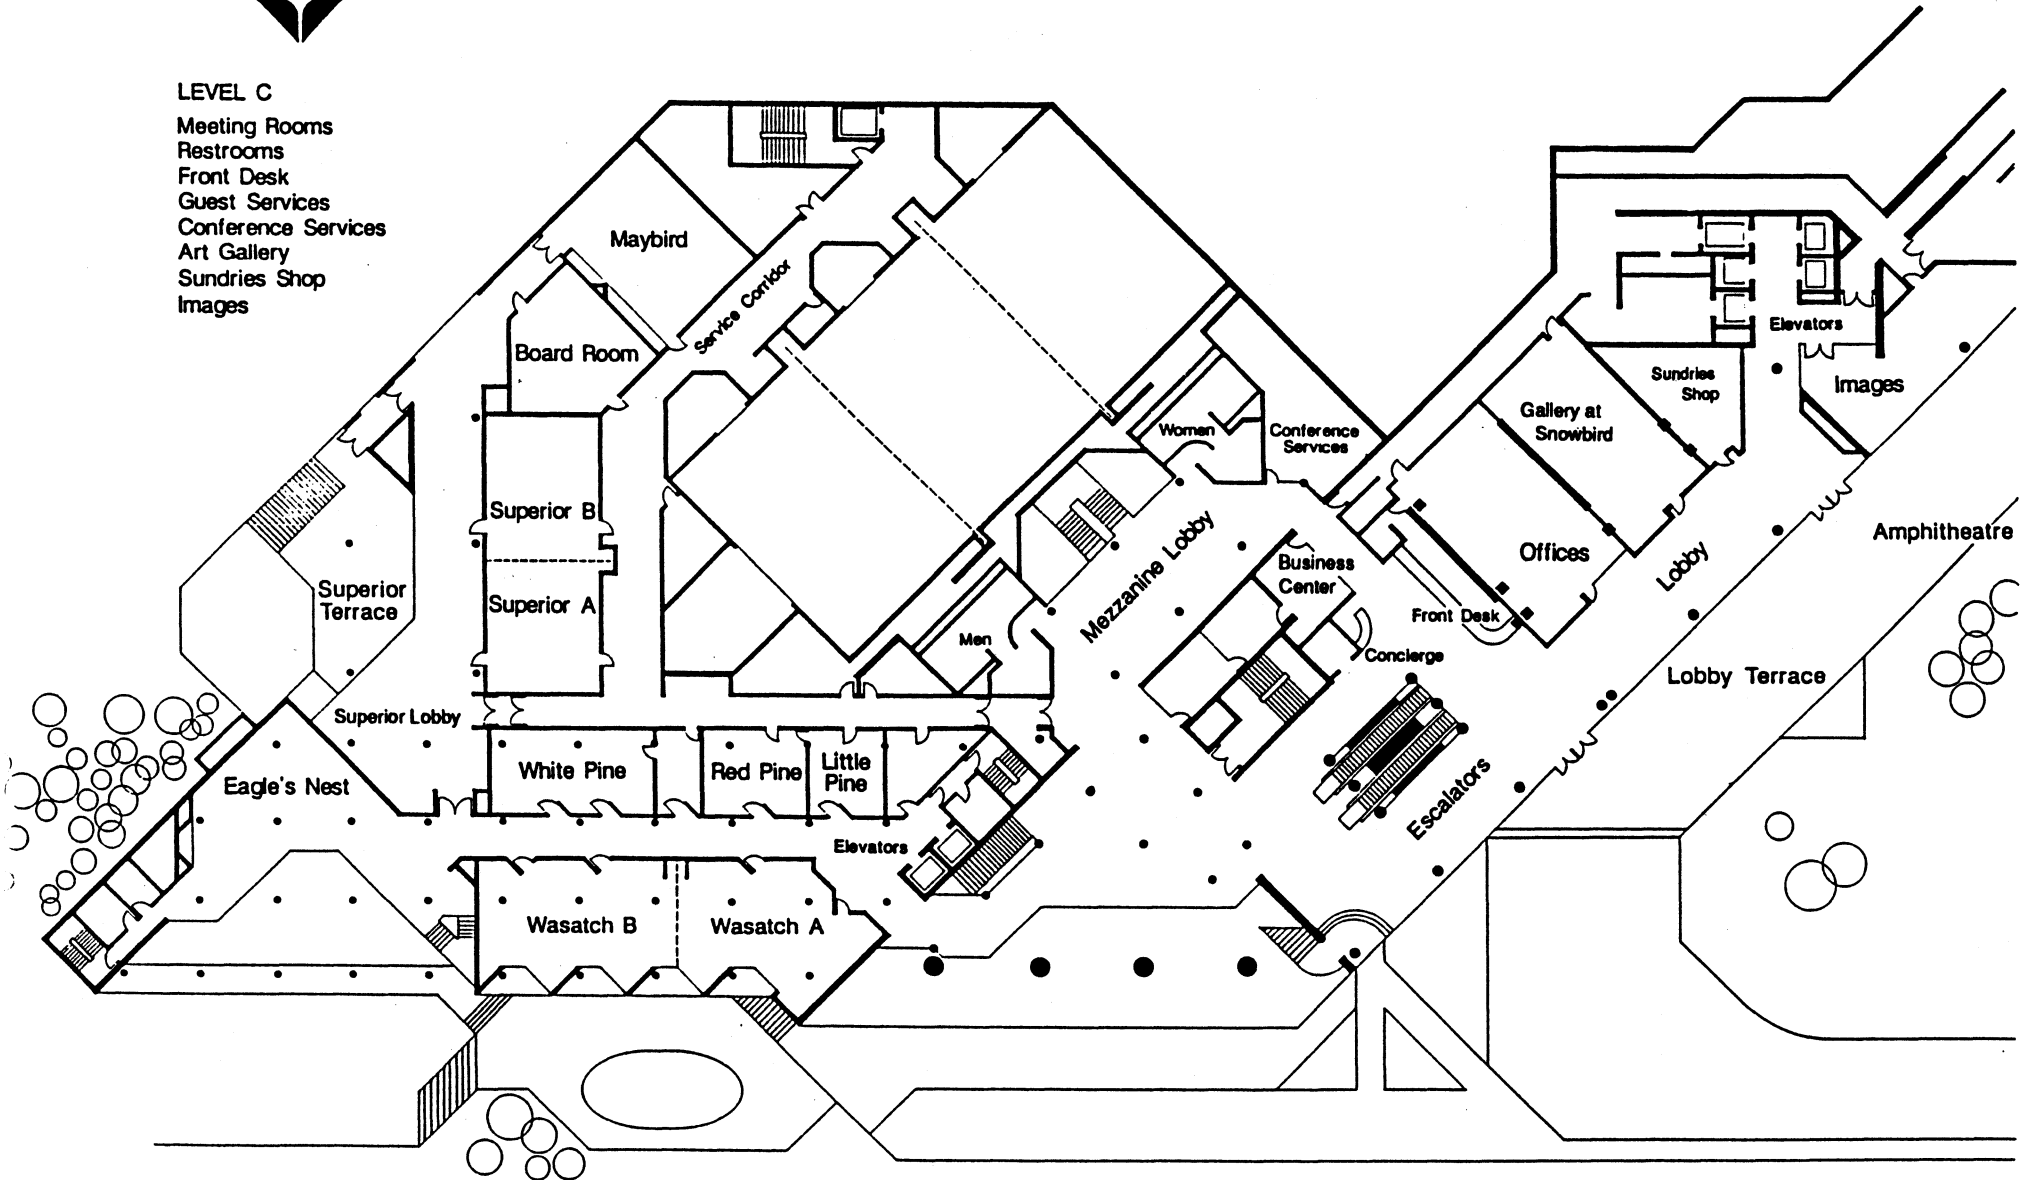 LEVEL C
Meeting Rooms
Restrooms
Front Desk
Guest Services
Conference Services
Art Gallery
Sundries Shop
Images
Maybird
Service Corridor
Board Room
Elevators
Images
Sundries
Shop
Gallery at
Snowbird
Women
Conference
Services
Superior B
Mezzanine Lobby
Amphitheatre
Offices
Lobby
Business
Center
Superior
Terrace
Superior A
Front Desk
Men
Concierge
Lobby Terrace
Superior Lobby
Eagle's Nest
White Pine
Red Pine
Little
Pine
Escalators
Elevators
Wasatch B
Wasatch A